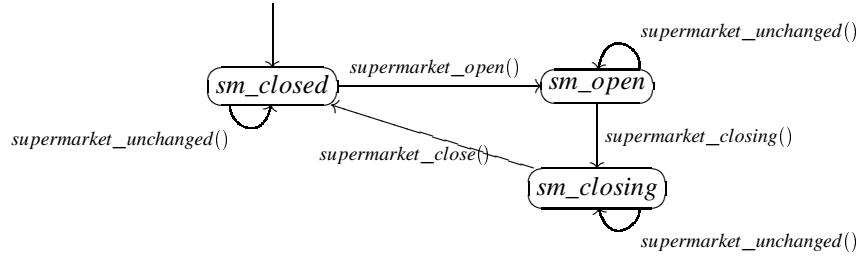 supermarket_unchanged()
supermarket_open()
sm_closed
sm_open
supermarket_unchanged()
supermarket_closing()
supermarket_close()
sm_closing
supermarket_unchanged()